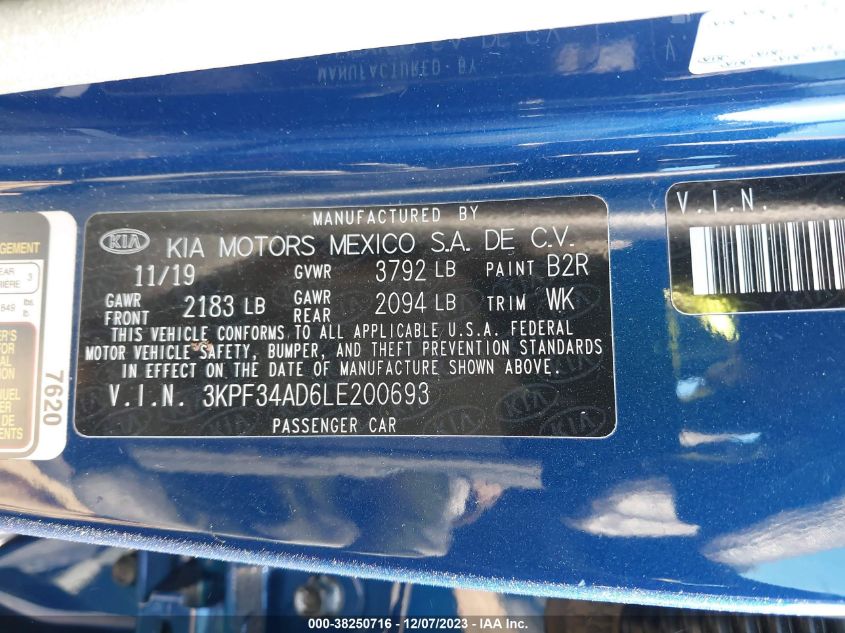 MANUFACTURED BY
KIA KIA MOTORS MEXICO S.A. DE C.V.
11/19 GVWR 3792 LB PAINT B2R
GAWR FRONT 2183 LB GAWR REAR 2094 LB TRIM WK
THIS VEHICLE CONFORMS TO ALL APPLICABLE U.S.A. FEDERAL
MOTOR VEHICLE SAFETY, BUMPER, AND THEFT PREVENTION STANDARDS
IN EFFECT ON THE DATE OF MANUFACTURE SHOWN ABOVE.
V.I.N. 3KPF34AD6LE200693
PASSENGER CAR
V.I.N.
7620
000-38250716 - 12/07/2023 - IAA Inc.